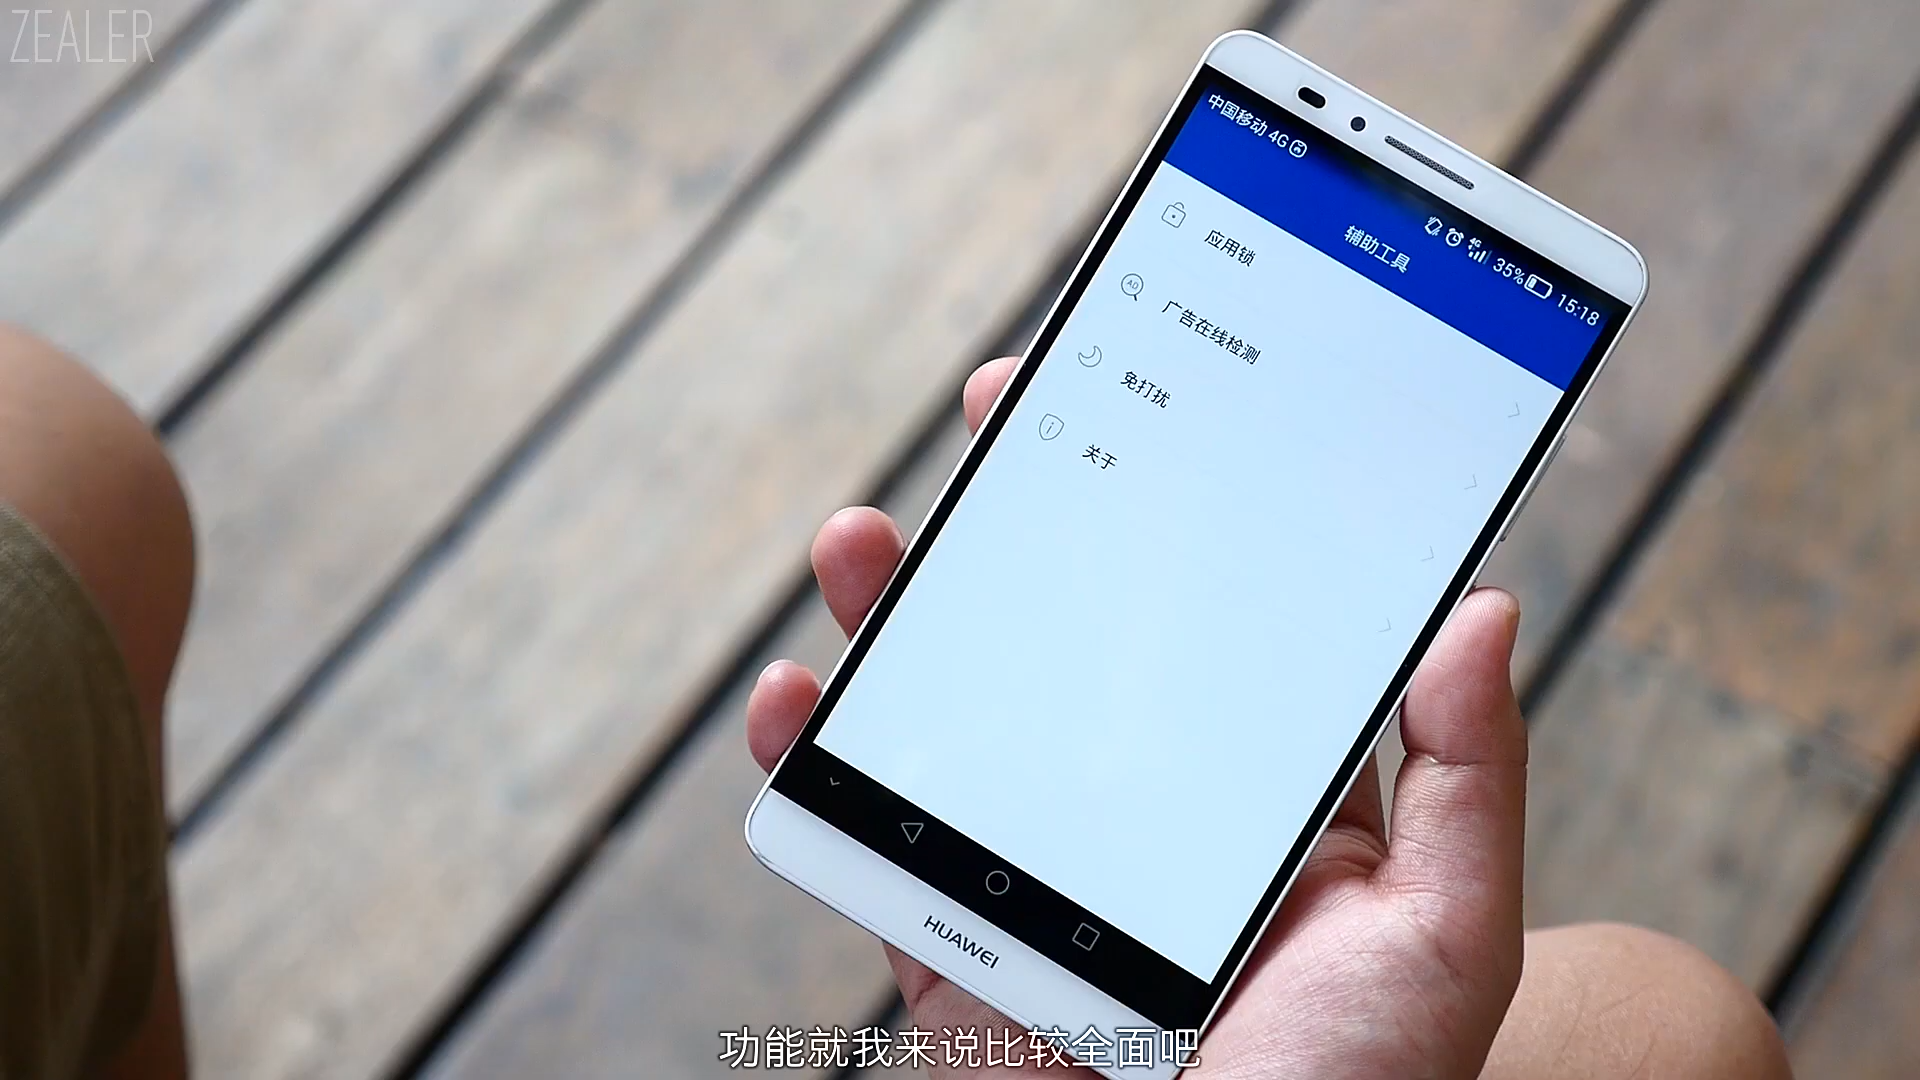 ZEALER
中国移动 4G
4G 35% 15:18
辅助工具
应用锁
AD
广告在线检测
免打扰
关于
HUAWEI
功能就我来说比较全面吧